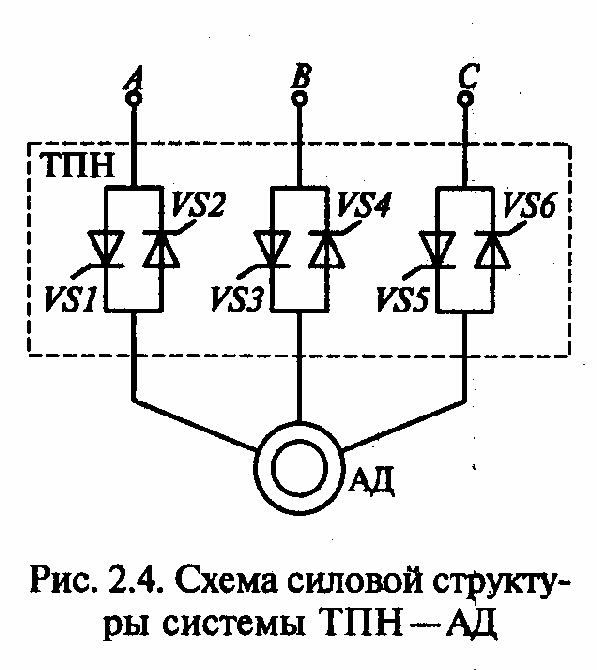 A B C
ТПН
VS2 VS4 VS6
VS1 VS3 VS5
АД
Рис. 2.4. Схема силовой структу-
ры системы ТПН — АД